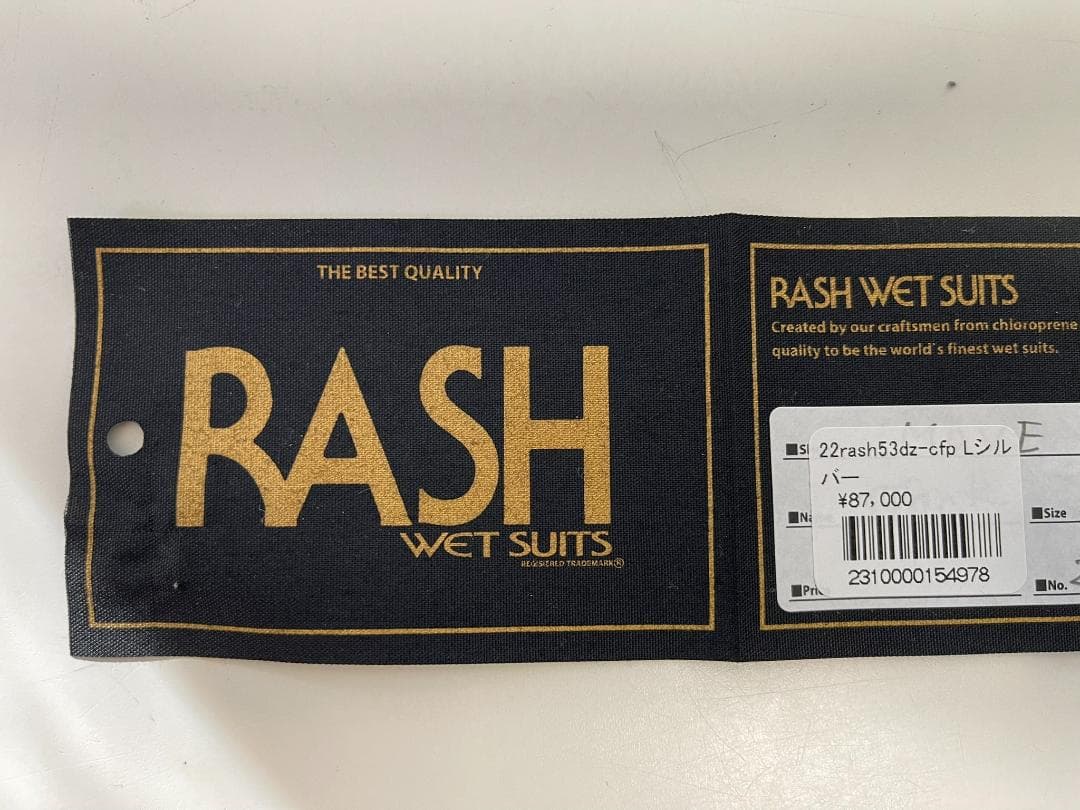 THE BEST QUALITY
RASH
WET SUITS
REGISTERED TRADEMARK®
RASH WET SUITS
Created by our craftsmen from chloroprene
quality to be the world's finest wet suits.
22rash53dz-cfp Lシル
バー
¥87,000
2310000154978
■Size
■No.